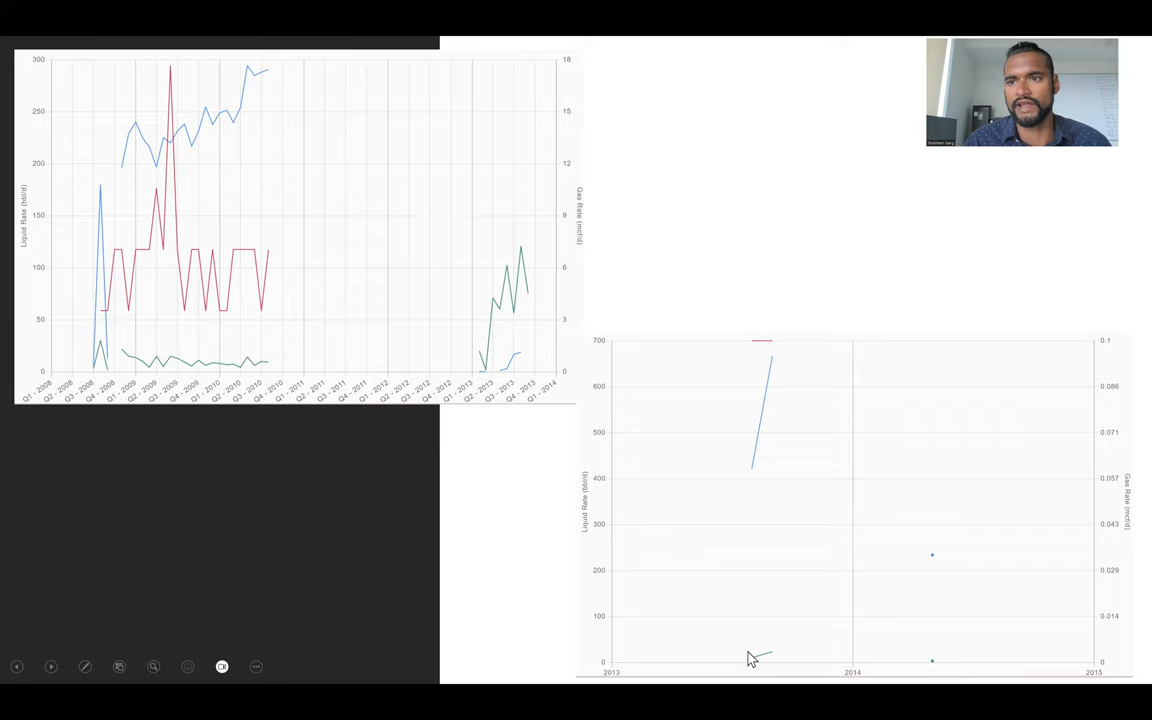 300
250
200
150
100
50
0
Liquid Rate (bbl/d)
18
15
12
9
6
3
0
Gas Rate (mcf/d)
Q1 - 2008
Q2 - 2008
Q3 - 2008
Q4 - 2008
Q1 - 2009
Q2 - 2009
Q3 - 2009
Q4 - 2009
Q1 - 2010
Q2 - 2010
Q3 - 2010
Q4 - 2010
Q1 - 2011
Q2 - 2011
Q3 - 2011
Q4 - 2011
Q1 - 2012
Q2 - 2012
Q3 - 2012
Q4 - 2012
Q1 - 2013
Q2 - 2013
Q3 - 2013
Q4 - 2013
Q1 - 2014
Shubham Garg
700
600
500
400
300
200
100
0
Liquid Rate (bbl/d)
0.1
0.086
0.071
0.057
0.043
0.029
0.014
0
Gas Rate (mcf/d)
2013
2014
2015